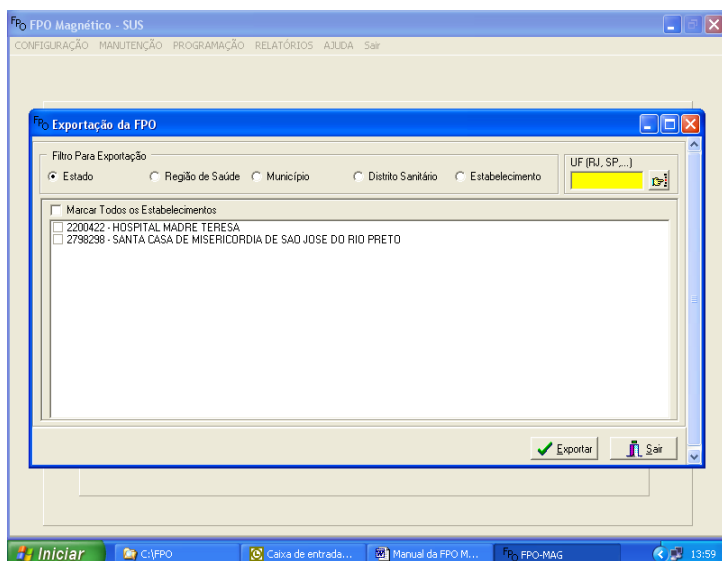 FPO FPO Magnético - SUS
CONFIGURAÇÃO MANUTENÇÃO PROGRAMAÇÃO RELATÓRIOS AJUDA Sair
FPO Exportação da FPO
Filtro Para Exportação
UF (RJ, SP,...)
Estado Região de Saúde Município Distrito Sanitário Estabelecimento
Marcar Todos os Estabelecimentos
2200422 - HOSPITAL MADRE TERESA
2798298 - SANTA CASA DE MISERICORDIA DE SAO JOSE DO RIO PRETO
Exportar Sair
Iniciar C:\FPO Caixa de entrada... Manual da FPO M... FPO FPO-MAG 13:59